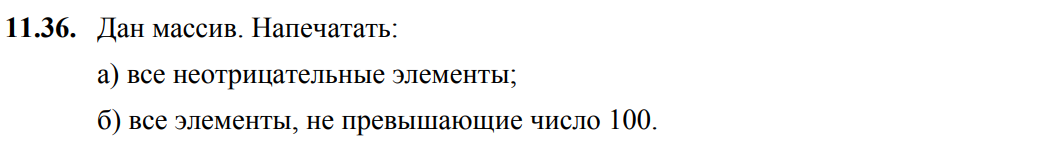 11.36. Дан массив. Напечатать:
а) все неотрицательные элементы;
б) все элементы, не превышающие число 100.